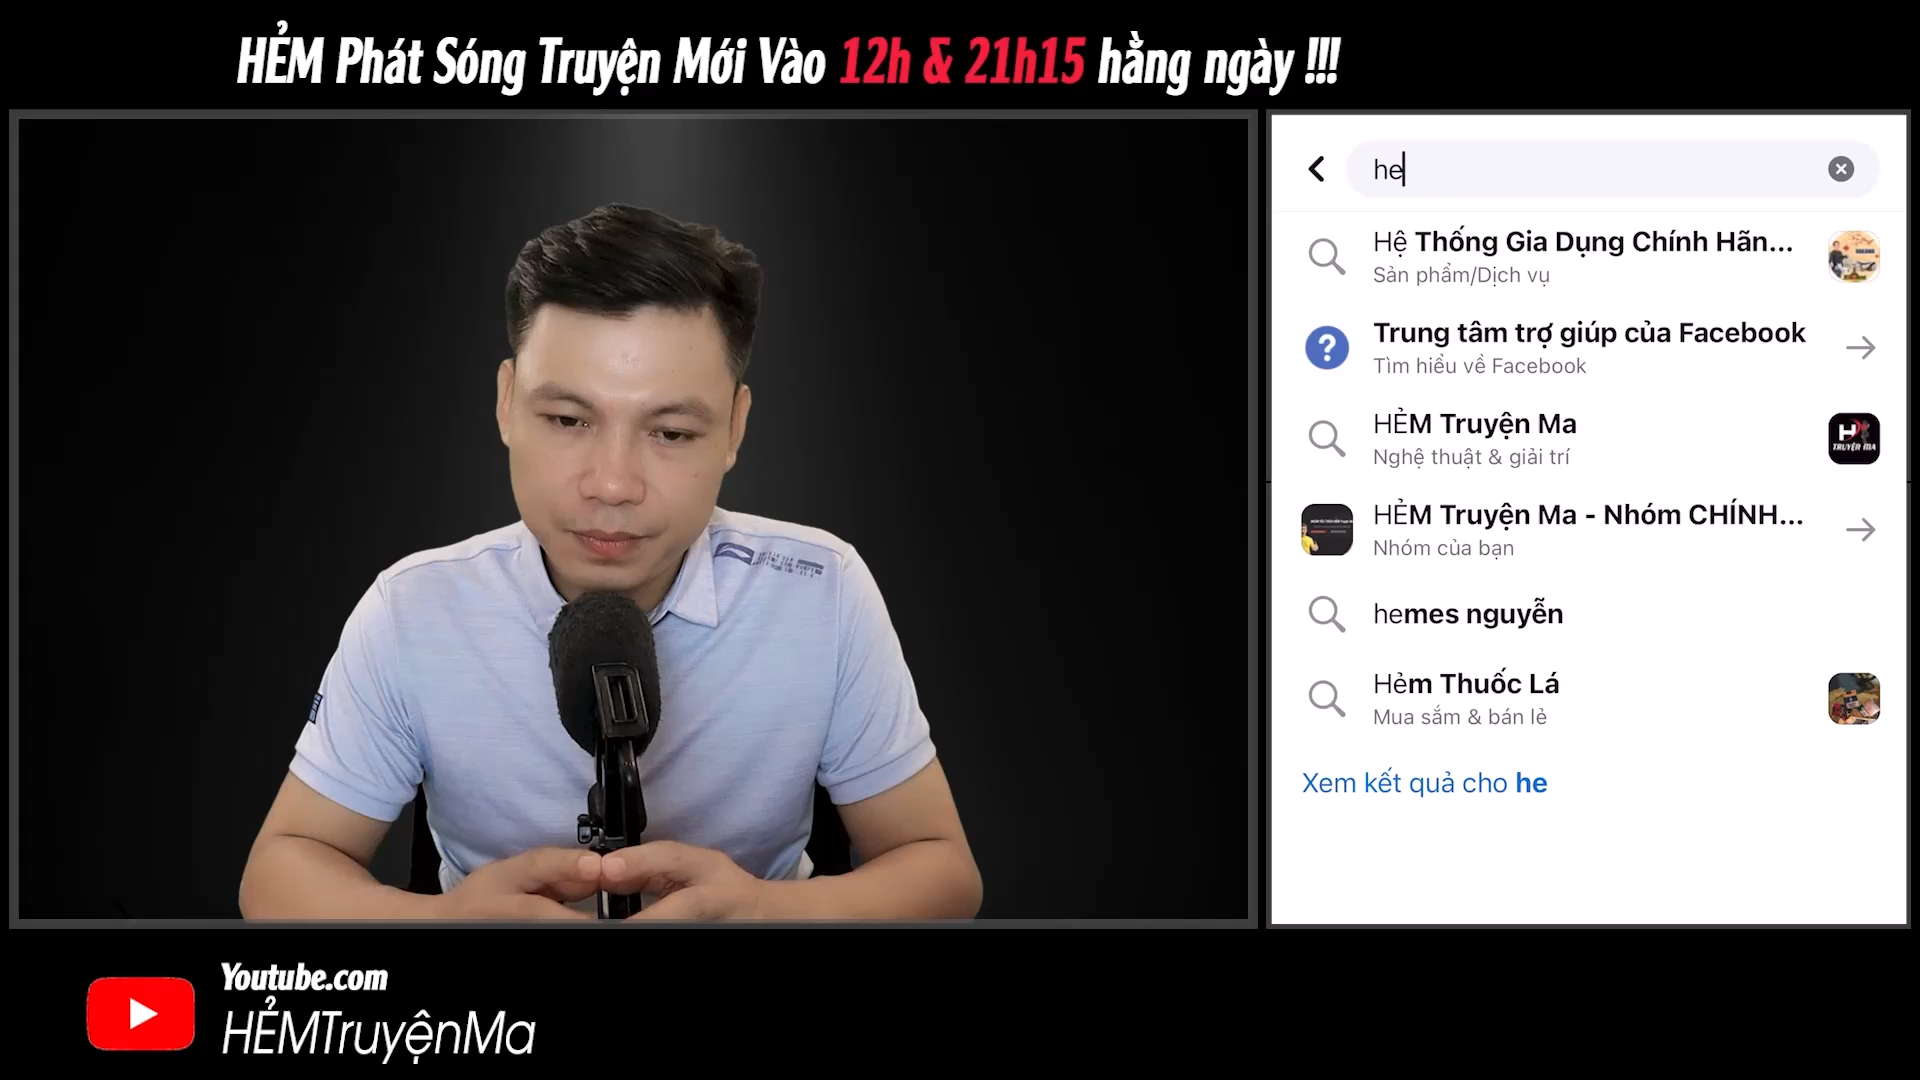 HẺM Phát Sóng Truyện Mới Vào 12h & 21h15 hằng ngày !!!
he
Hệ Thống Gia Dụng Chính Hãn...
Sản phẩm/Dịch vụ
Trung tâm trợ giúp của Facebook
Tìm hiểu về Facebook
HẺM Truyện Ma
Nghệ thuật & giải trí
H
TRUYỆN MA
HẺM Truyện Ma - Nhóm CHÍNH...
Nhóm của bạn
hemes nguyễn
Hẻm Thuốc Lá
Mua sắm & bán lẻ
Xem kết quả cho he
Youtube.com
HẺMTruyệnMa